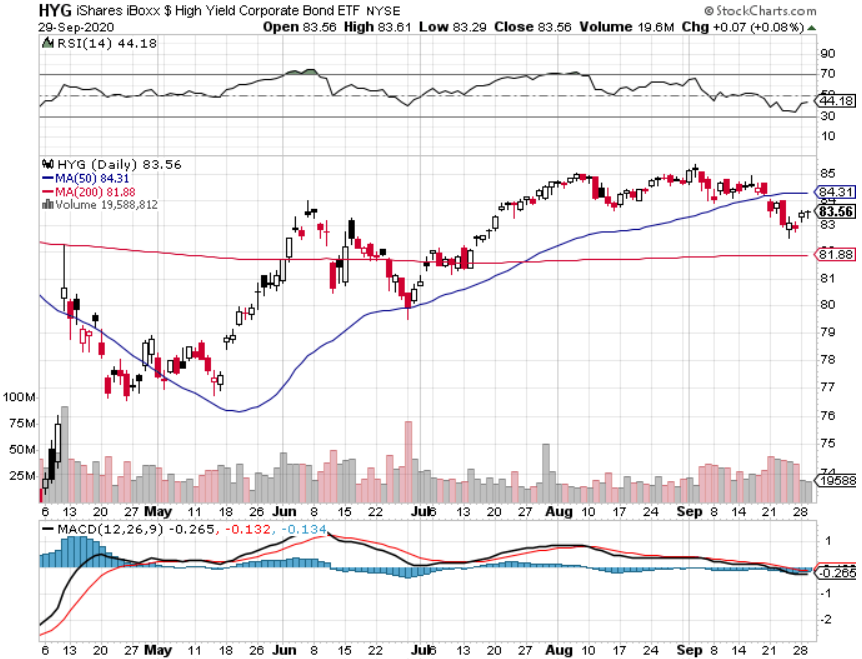 HYG iShares iBoxx $ High Yield Corporate Bond ETF NYSE © StockCharts.com
29-Sep-2020 Open 83.56 High 83.61 Low 83.29 Close 83.56 Volume 19.6M Chg +0.07 (+0.08%)
RSI(14) 44.18
90
70
50
44.18
30
10
HYG (Daily) 83.56
MA(50) 84.31
MA(200) 81.88
Volume 19,588,812
85
84.31
84
83.56
83
82
81.88
81
80
79
78
77
100M 76
75M
75
50M
25M 74
19588
6 13 20 27 May 11 18 26 Jun 8 15 22 Jul 6 13 20 27 Aug 10 17 24 Sep 8 14 21 28
MACD(12,26,9) -0.265, -0.132, -0.134
1
0
-0.265
-1
-2
6 13 20 27 May 11 18 26 Jun 8 15 22 Jul 6 13 20 27 Aug 10 17 24 Sep 8 14 21 28